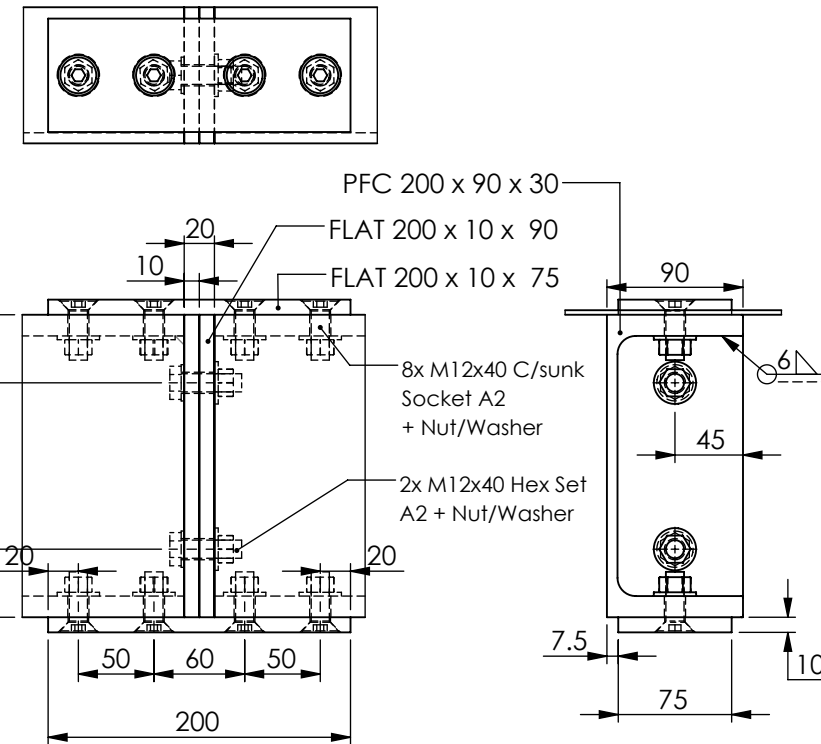 PFC 200 x 90 x 30
20
FLAT 200 x 10 x 90
10
FLAT 200 x 10 x 75
90
8x M12x40 C/sunk
Socket A2
+ Nut/Washer
6
45
2x M12x40 Hex Set
A2 + Nut/Washer
20
20
50
60
50
7.5
10
75
200